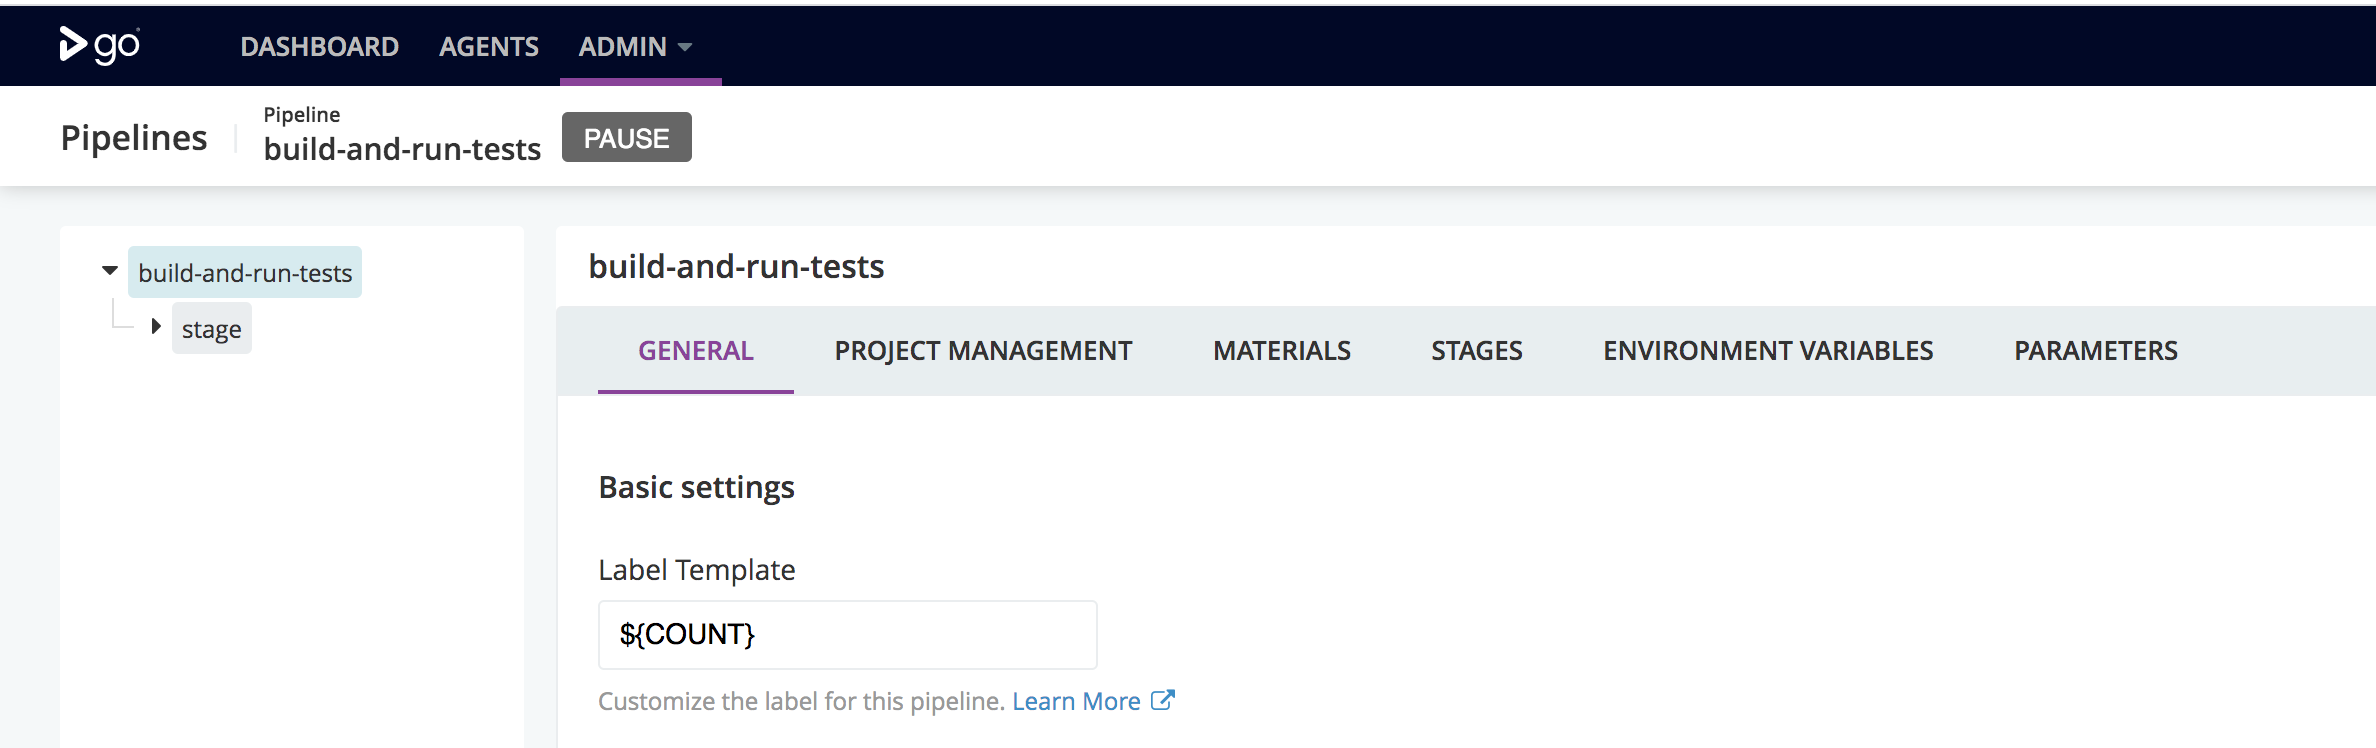 go DASHBOARD AGENTS ADMIN
Pipelines
Pipeline
build-and-run-tests
PAUSE
build-and-run-tests
stage
build-and-run-tests
GENERAL PROJECT MANAGEMENT MATERIALS STAGES ENVIRONMENT VARIABLES PARAMETERS
Basic settings
Label Template
${COUNT}
Customize the label for this pipeline. Learn More